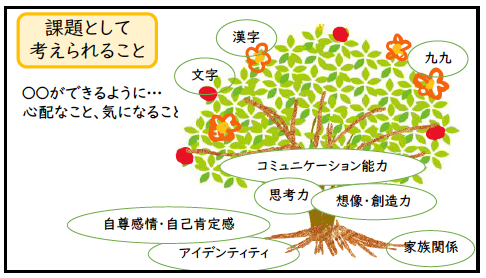 課題として
考えられること
〇〇ができるように…
心配なこと、気になること
漢字
九九
文字
コミュニケーション能力
思考力
想像・創造力
自尊感情・自己肯定感
アイデンティティ
家族関係